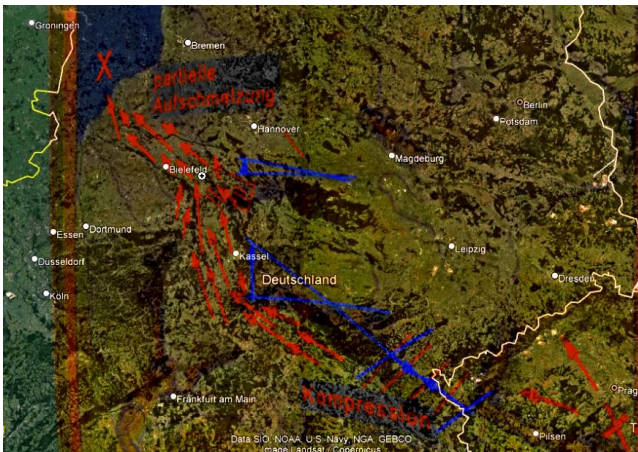 Groningen
Bremen
X
partielle
Aufschmelzung
Berlin
Potsdam
Hannover
Magdeburg
Bielefeld
Essen
Dortmund
Düsseldorf
Kassel
Leipzig
Deutschland
Dresden
Köln
Frankfurt am Main
Kompression
Prag
Pilsen
T
Data SIO, NOAA, U.S. Navy, NGA, GEBCO
Image Landsat / Copernicus